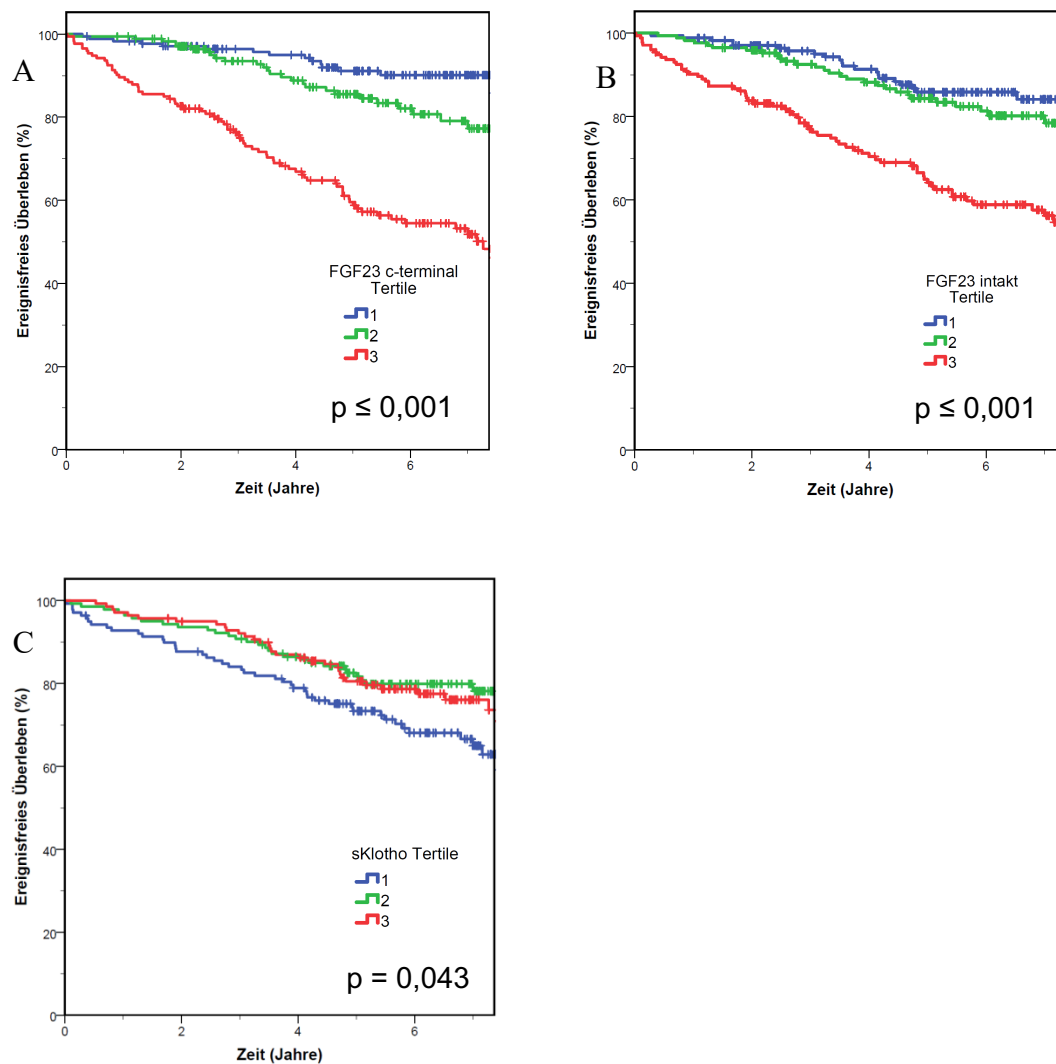 A
Ereignisfreies Überleben (%)
100
80
60
40
20
0
FGF23 c-terminal
Tertile
1
2
3
p ≤ 0,001
0 2 4 6
Zeit (Jahre)
B
Ereignisfreies Überleben (%)
100
80
60
40
20
0
FGF23 intakt
Tertile
1
2
3
p ≤ 0,001
0 2 4 6
Zeit (Jahre)
C
Ereignisfreies Überleben (%)
100
80
60
40
20
0
sKlotho Tertile
1
2
3
p = 0,043
0 2 4 6
Zeit (Jahre)